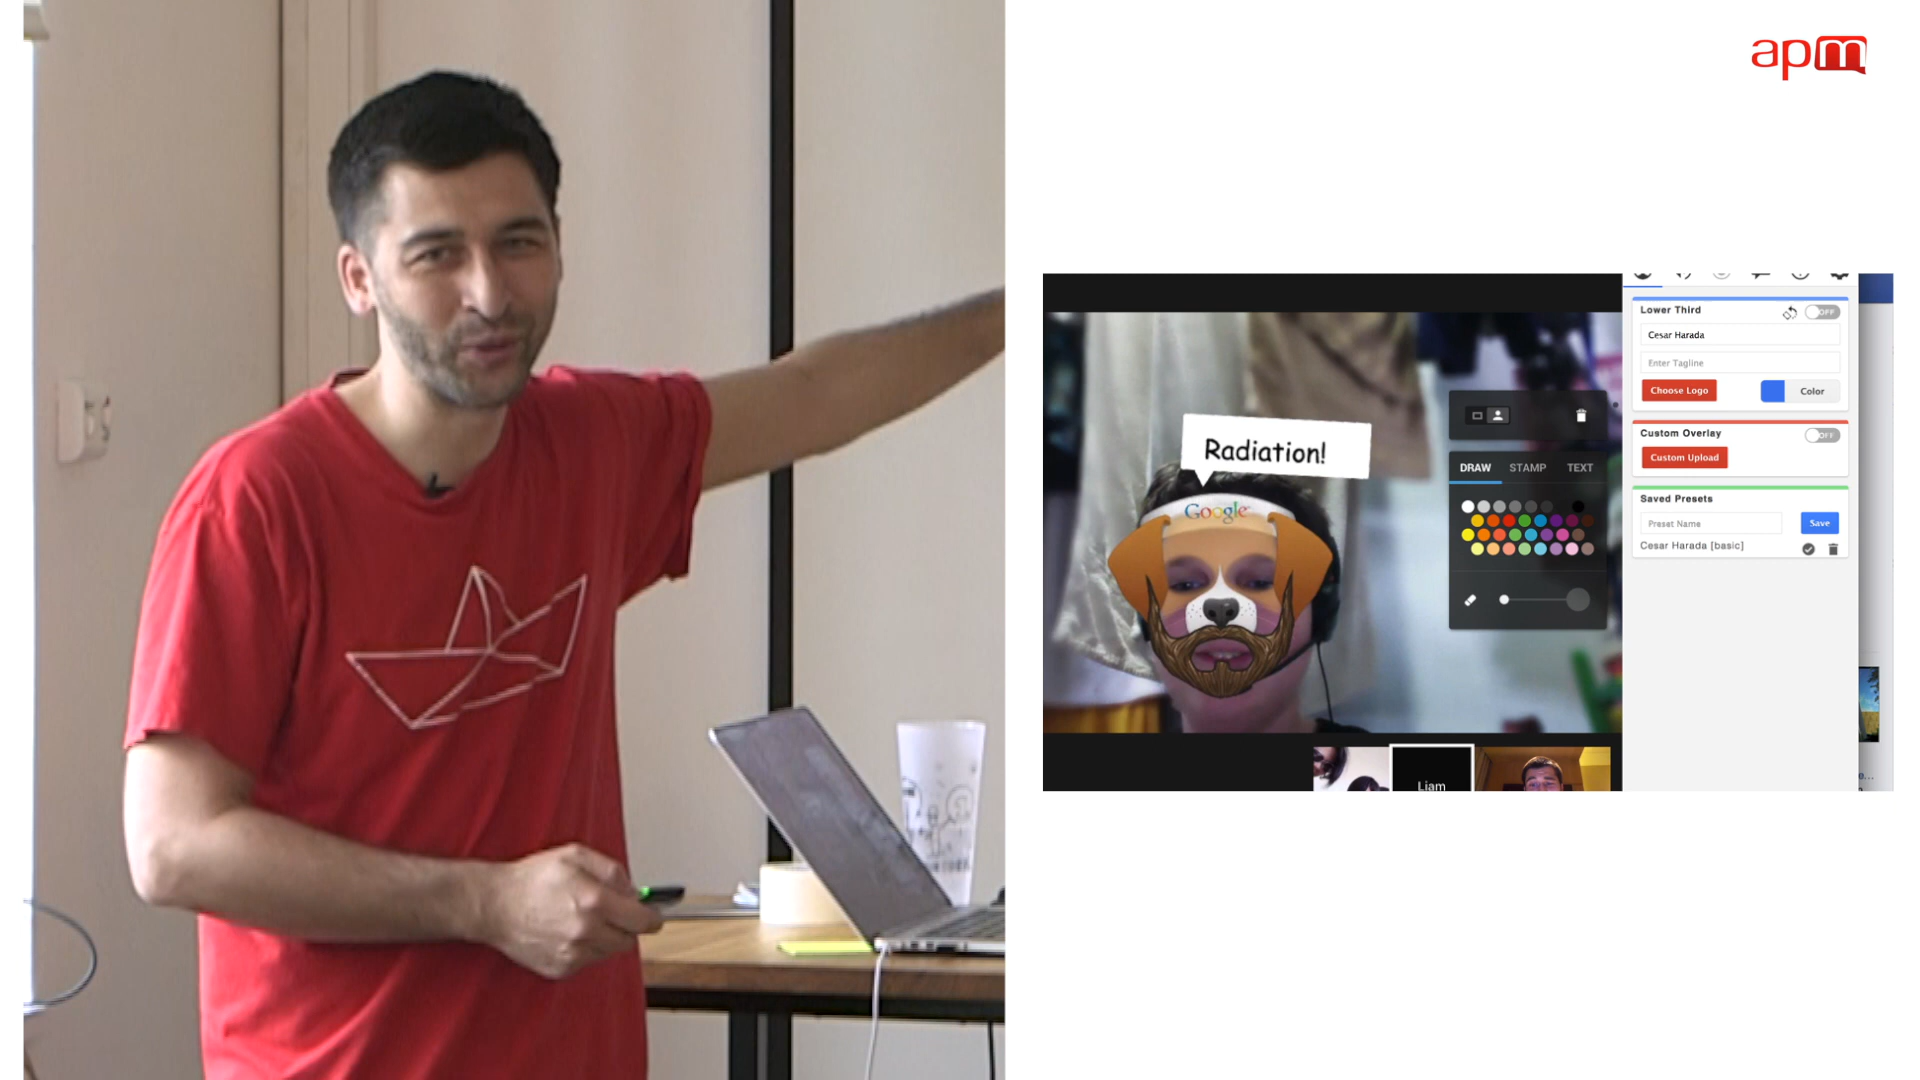 apm
Radiation!
Google
DRAW STAMP TEXT
Liam
Lower Third
OFF
Cesar Harada
Enter Tagline
Choose Logo
Color
Custom Overlay
OFF
Custom Upload
Saved Presets
Preset Name
Save
Cesar Harada [basic]